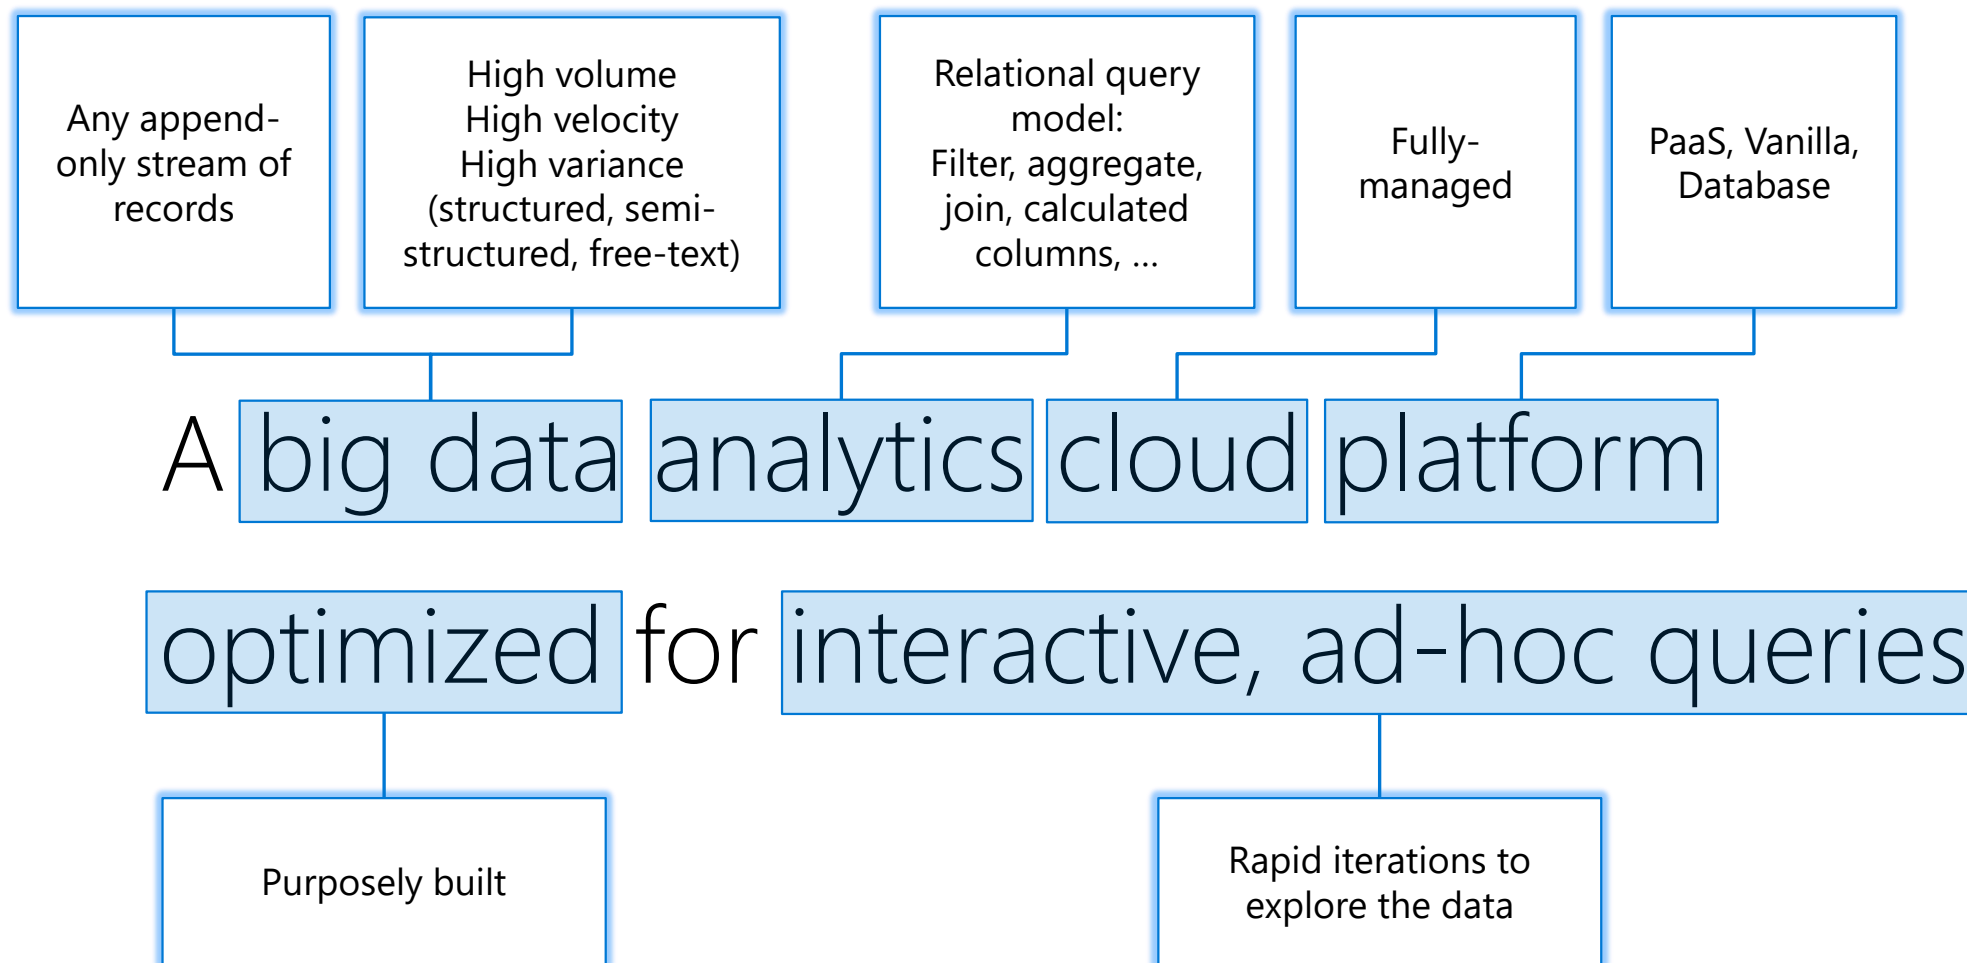 Any append-
only stream of
records
High volume
High velocity
High variance
(structured, semi-
structured, free-text)
Relational query
model:
Filter, aggregate,
join, calculated
columns, ...
Fully-
managed
PaaS, Vanilla,
Database
A big data analytics cloud platform
optimized for interactive, ad-hoc queries
Purposely built
Rapid iterations to
explore the data